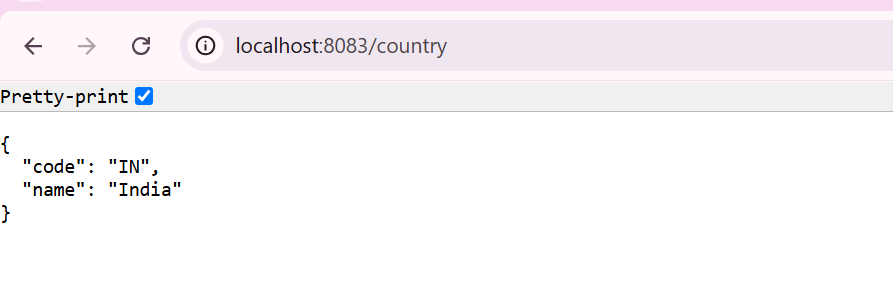 localhost:8083/country
Pretty-print
{
  "code": "IN",
  "name": "India"
}